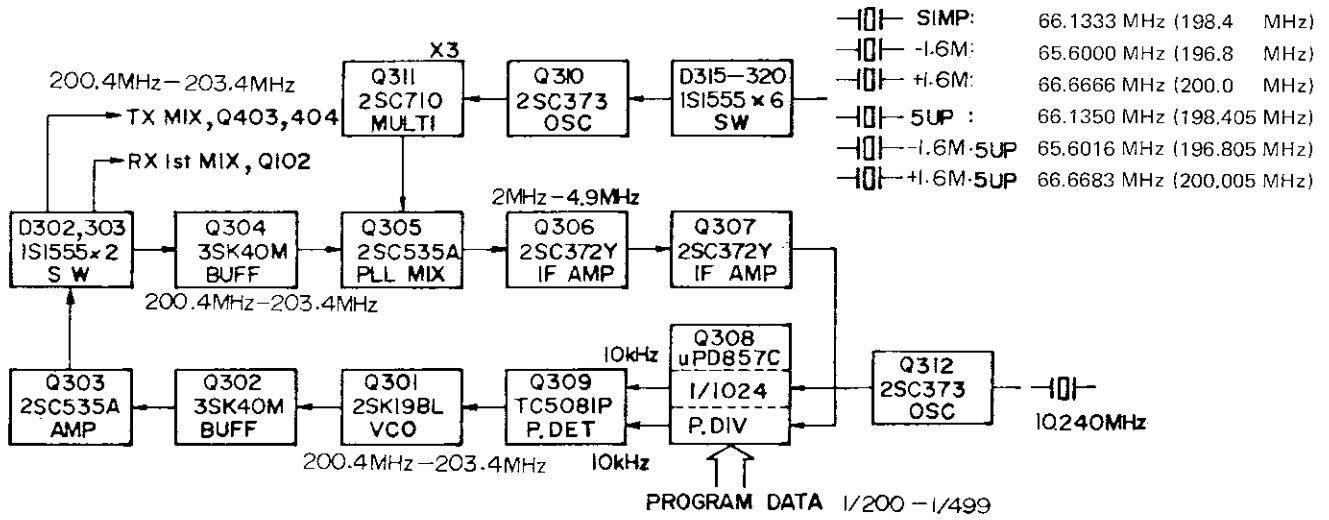 SIMP: 66.1333 MHz (198.4 MHz)
-1.6M: 65.6000 MHz (196.8 MHz)
+1.6M: 66.6666 MHz (200.0 MHz)
5UP : 66.1350 MHz (198.405 MHz)
-1.6M·5UP 65.6016 MHz (196.805 MHz)
+1.6M·5UP 66.6683 MHz (200.005 MHz)
X3
Q311
2SC710
MULTI
Q310
2SC373
OSC
D315-320
1S1555×6
SW
200.4MHz-203.4MHz
TX MIX, Q403, 404
RX 1st MIX, Q102
D302,303
1S1555×2
SW
Q304
3SK40M
BUFF
200.4MHz-203.4MHz
Q305
2SC535A
PLL MIX
2MHz-4.9MHz
Q306
2SC372Y
IF AMP
Q307
2SC372Y
IF AMP
Q303
2SC535A
AMP
Q302
3SK40M
BUFF
Q301
2SK19BL
VCO
200.4MHz-203.4MHz
Q309
TC5081P
P.DET
10kHz
10kHz
Q308
uPD857C
1/1024
P.DIV
Q312
2SC373
OSC
10.240MHz
PROGRAM DATA 1/200-1/499